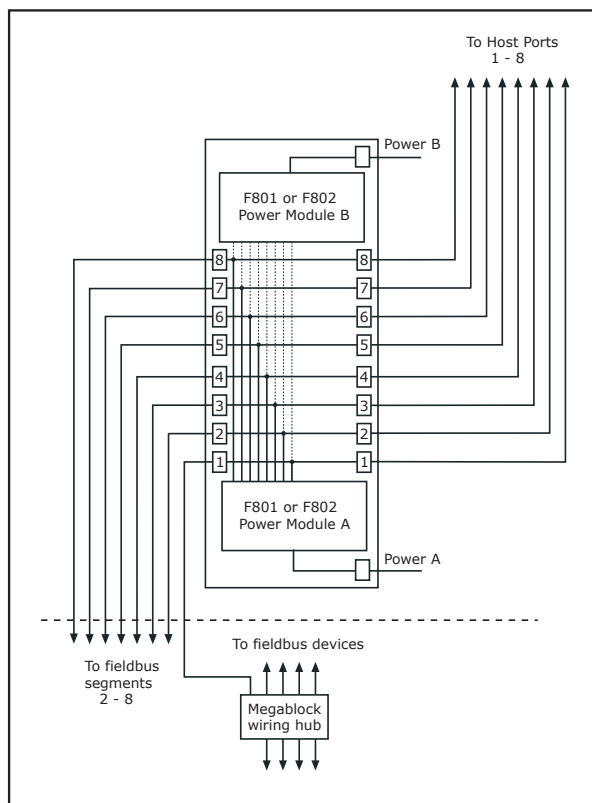 To Host Ports
1 - 8
Power B
F801 or F802
Power Module B
8 8
7 7
6 6
5 5
4 4
3 3
2 2
1 1
F801 or F802
Power Module A
Power A
To fieldbus
segments
2 - 8
To fieldbus devices
Megablock
wiring hub